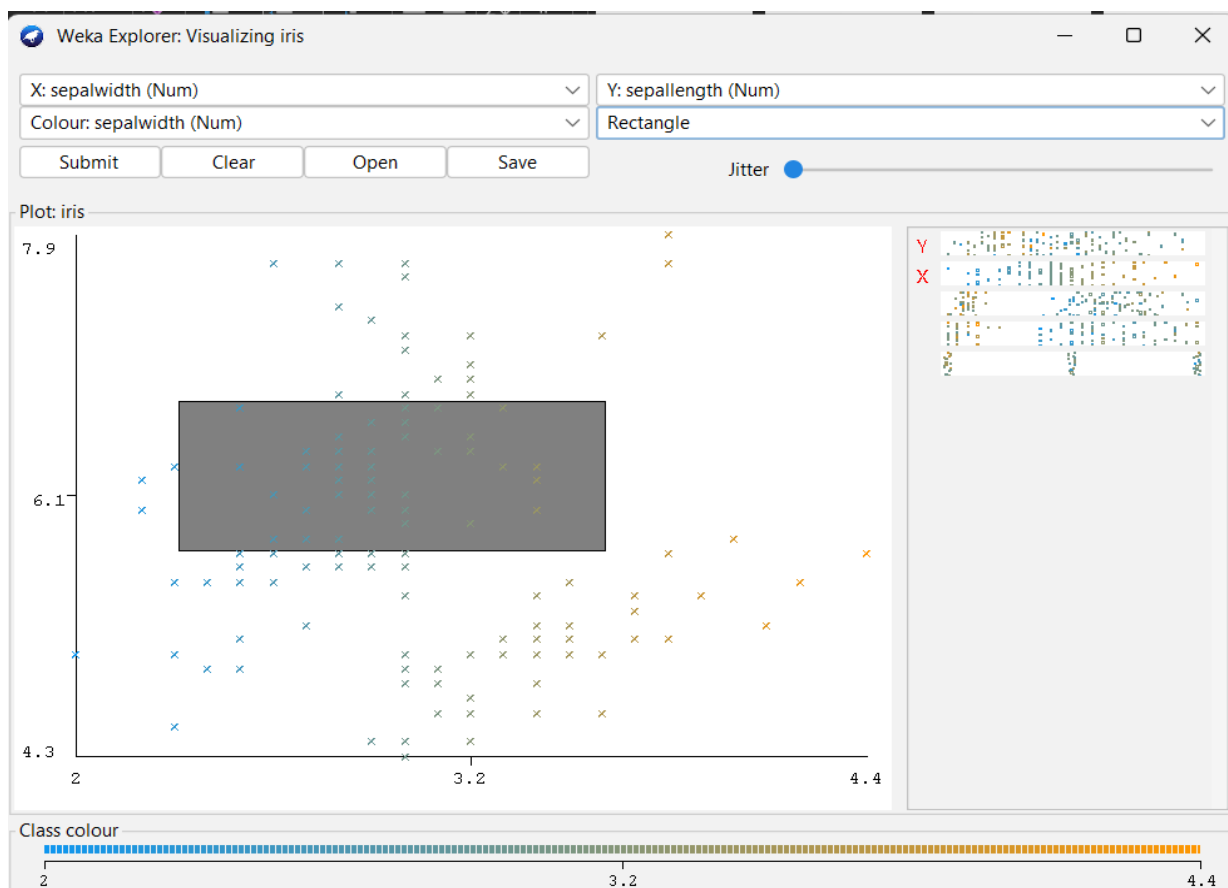 Weka Explorer: Visualizing iris
X: sepalwidth (Num)
Y: sepallength (Num)
Colour: sepalwidth (Num)
Rectangle
Submit
Clear
Open
Save
Jitter
Plot: iris
7.9
6.1
4.3
2
3.2
4.4
Y
X
Class colour
2
3.2
4.4